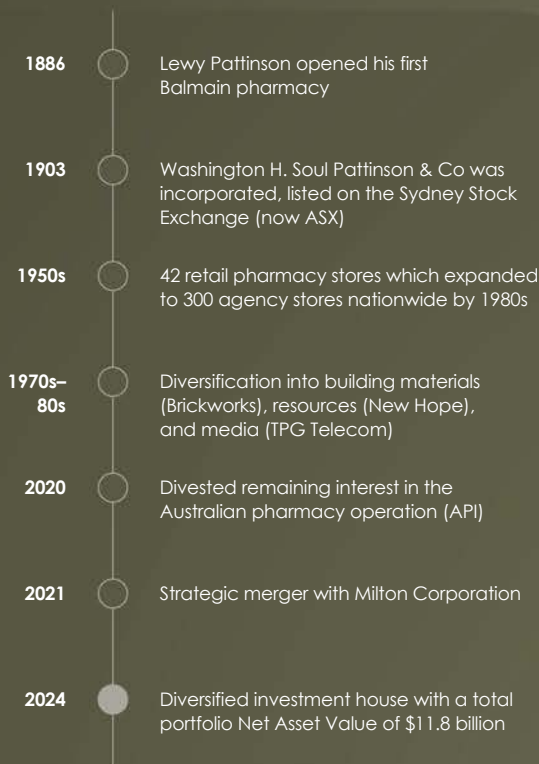 1886
Lewy Pattinson opened his first
Balmain pharmacy
1903
Washington H. Soul Pattinson & Co was
incorporated, listed on the Sydney Stock
Exchange (now ASX)
1950s
42 retail pharmacy stores which expanded
to 300 agency stores nationwide by 1980s
1970s–
80s
Diversification into building materials
(Brickworks), resources (New Hope),
and media (TPG Telecom)
2020
Divested remaining interest in the
Australian pharmacy operation (API)
2021
Strategic merger with Milton Corporation
2024
Diversified investment house with a total
portfolio Net Asset Value of $11.8 billion